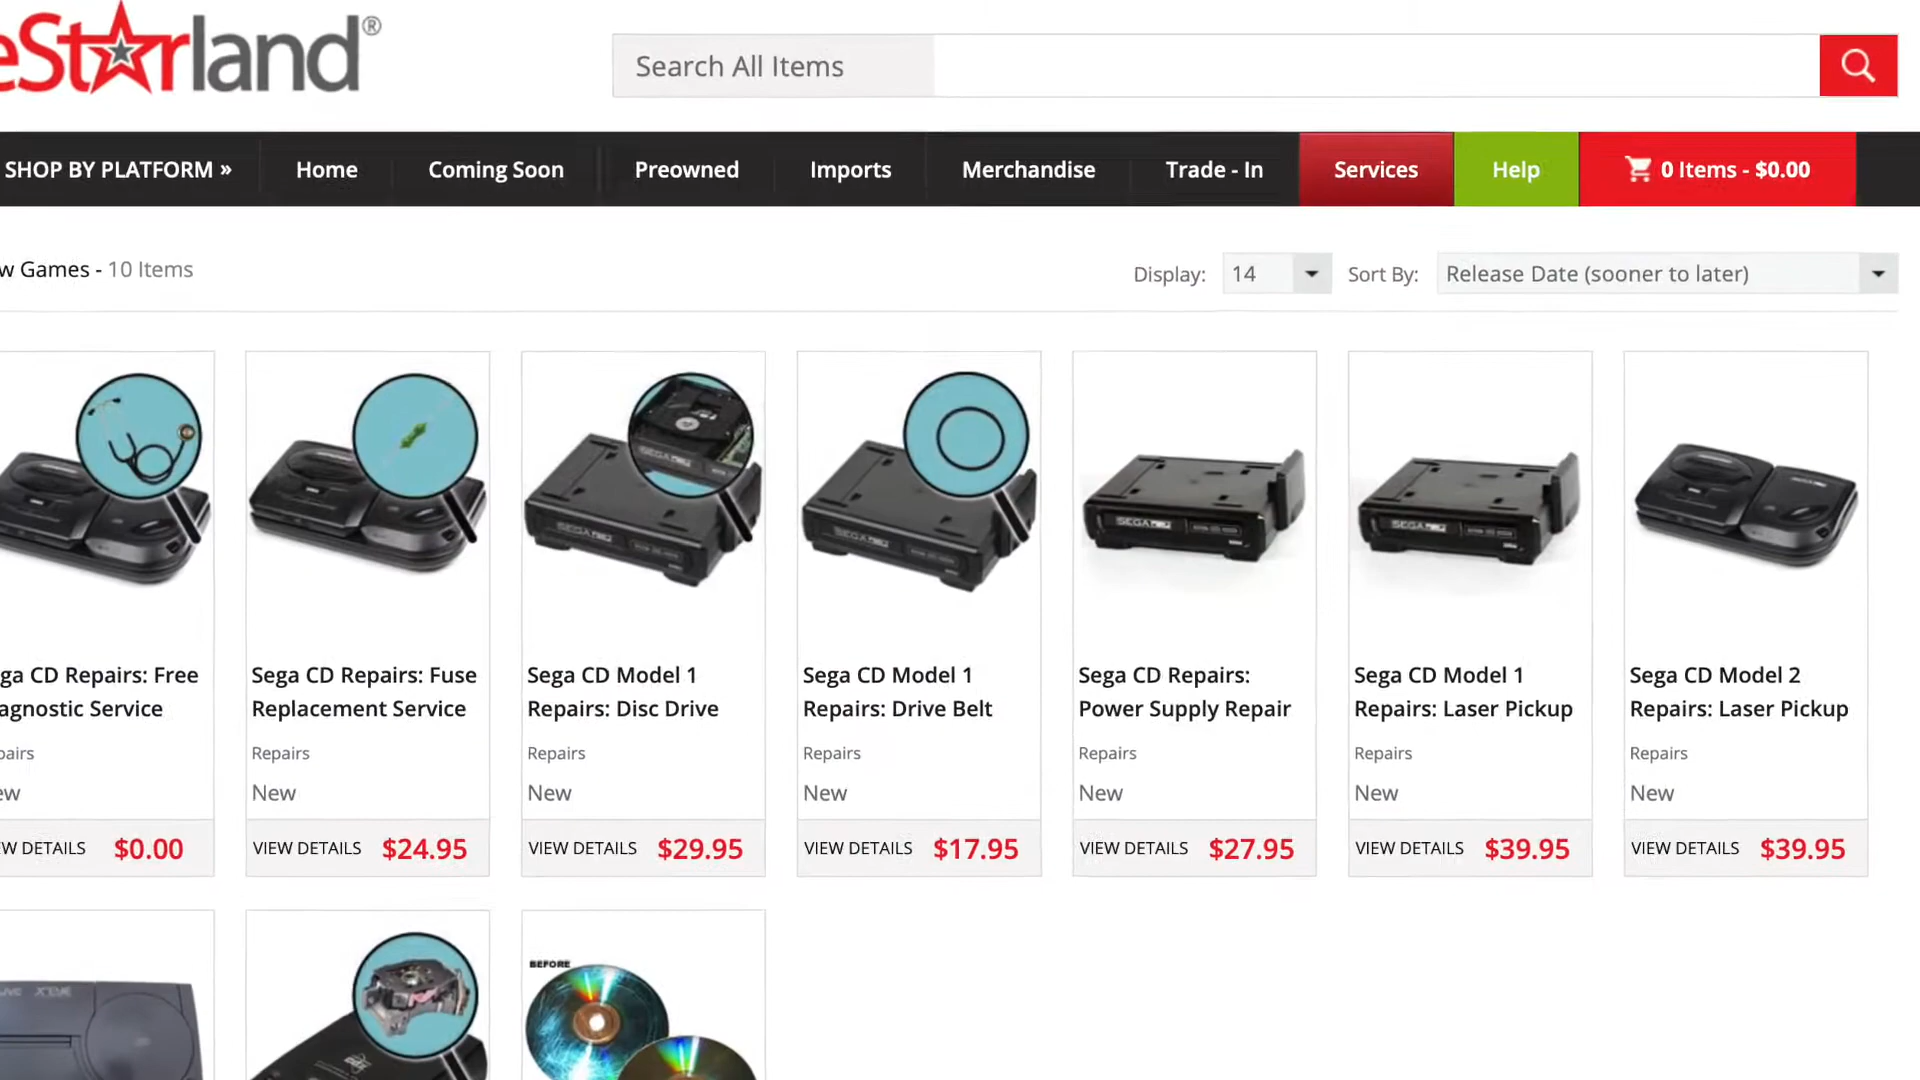 eStarland®
Search All Items
SHOP BY PLATFORM »
Home
Coming Soon
Preowned
Imports
Merchandise
Trade - In
Services
Help
0 Items - $0.00
w Games - 10 Items
Display:
14
Sort By:
Release Date (sooner to later)
ga CD Repairs: Free
agnostic Service
pairs
ew
EW DETAILS
$0.00
Sega CD Repairs: Fuse
Replacement Service
Repairs
New
VIEW DETAILS
$24.95
Sega CD Model 1
Repairs: Disc Drive
Repairs
New
VIEW DETAILS
$29.95
Sega CD Model 1
Repairs: Drive Belt
Repairs
New
VIEW DETAILS
$17.95
Sega CD Repairs:
Power Supply Repair
Repairs
New
VIEW DETAILS
$27.95
Sega CD Model 1
Repairs: Laser Pickup
Repairs
New
VIEW DETAILS
$39.95
Sega CD Model 2
Repairs: Laser Pickup
Repairs
New
VIEW DETAILS
$39.95
BEFORE